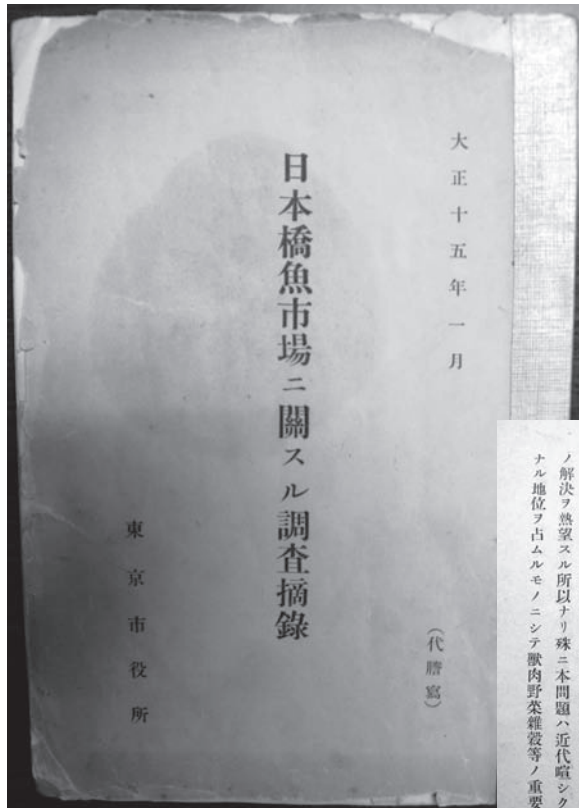 大正十五年一月
日本橋魚市場ニ關スル調査摘錄
(代謄寫)
東京市役所
ノ解決ヲ熱望スル所以ナリ殊ニ本問題ハ近代喧シク
ナル地位ヲ占ムルモノニシテ獸肉野菜雜穀等ノ重要